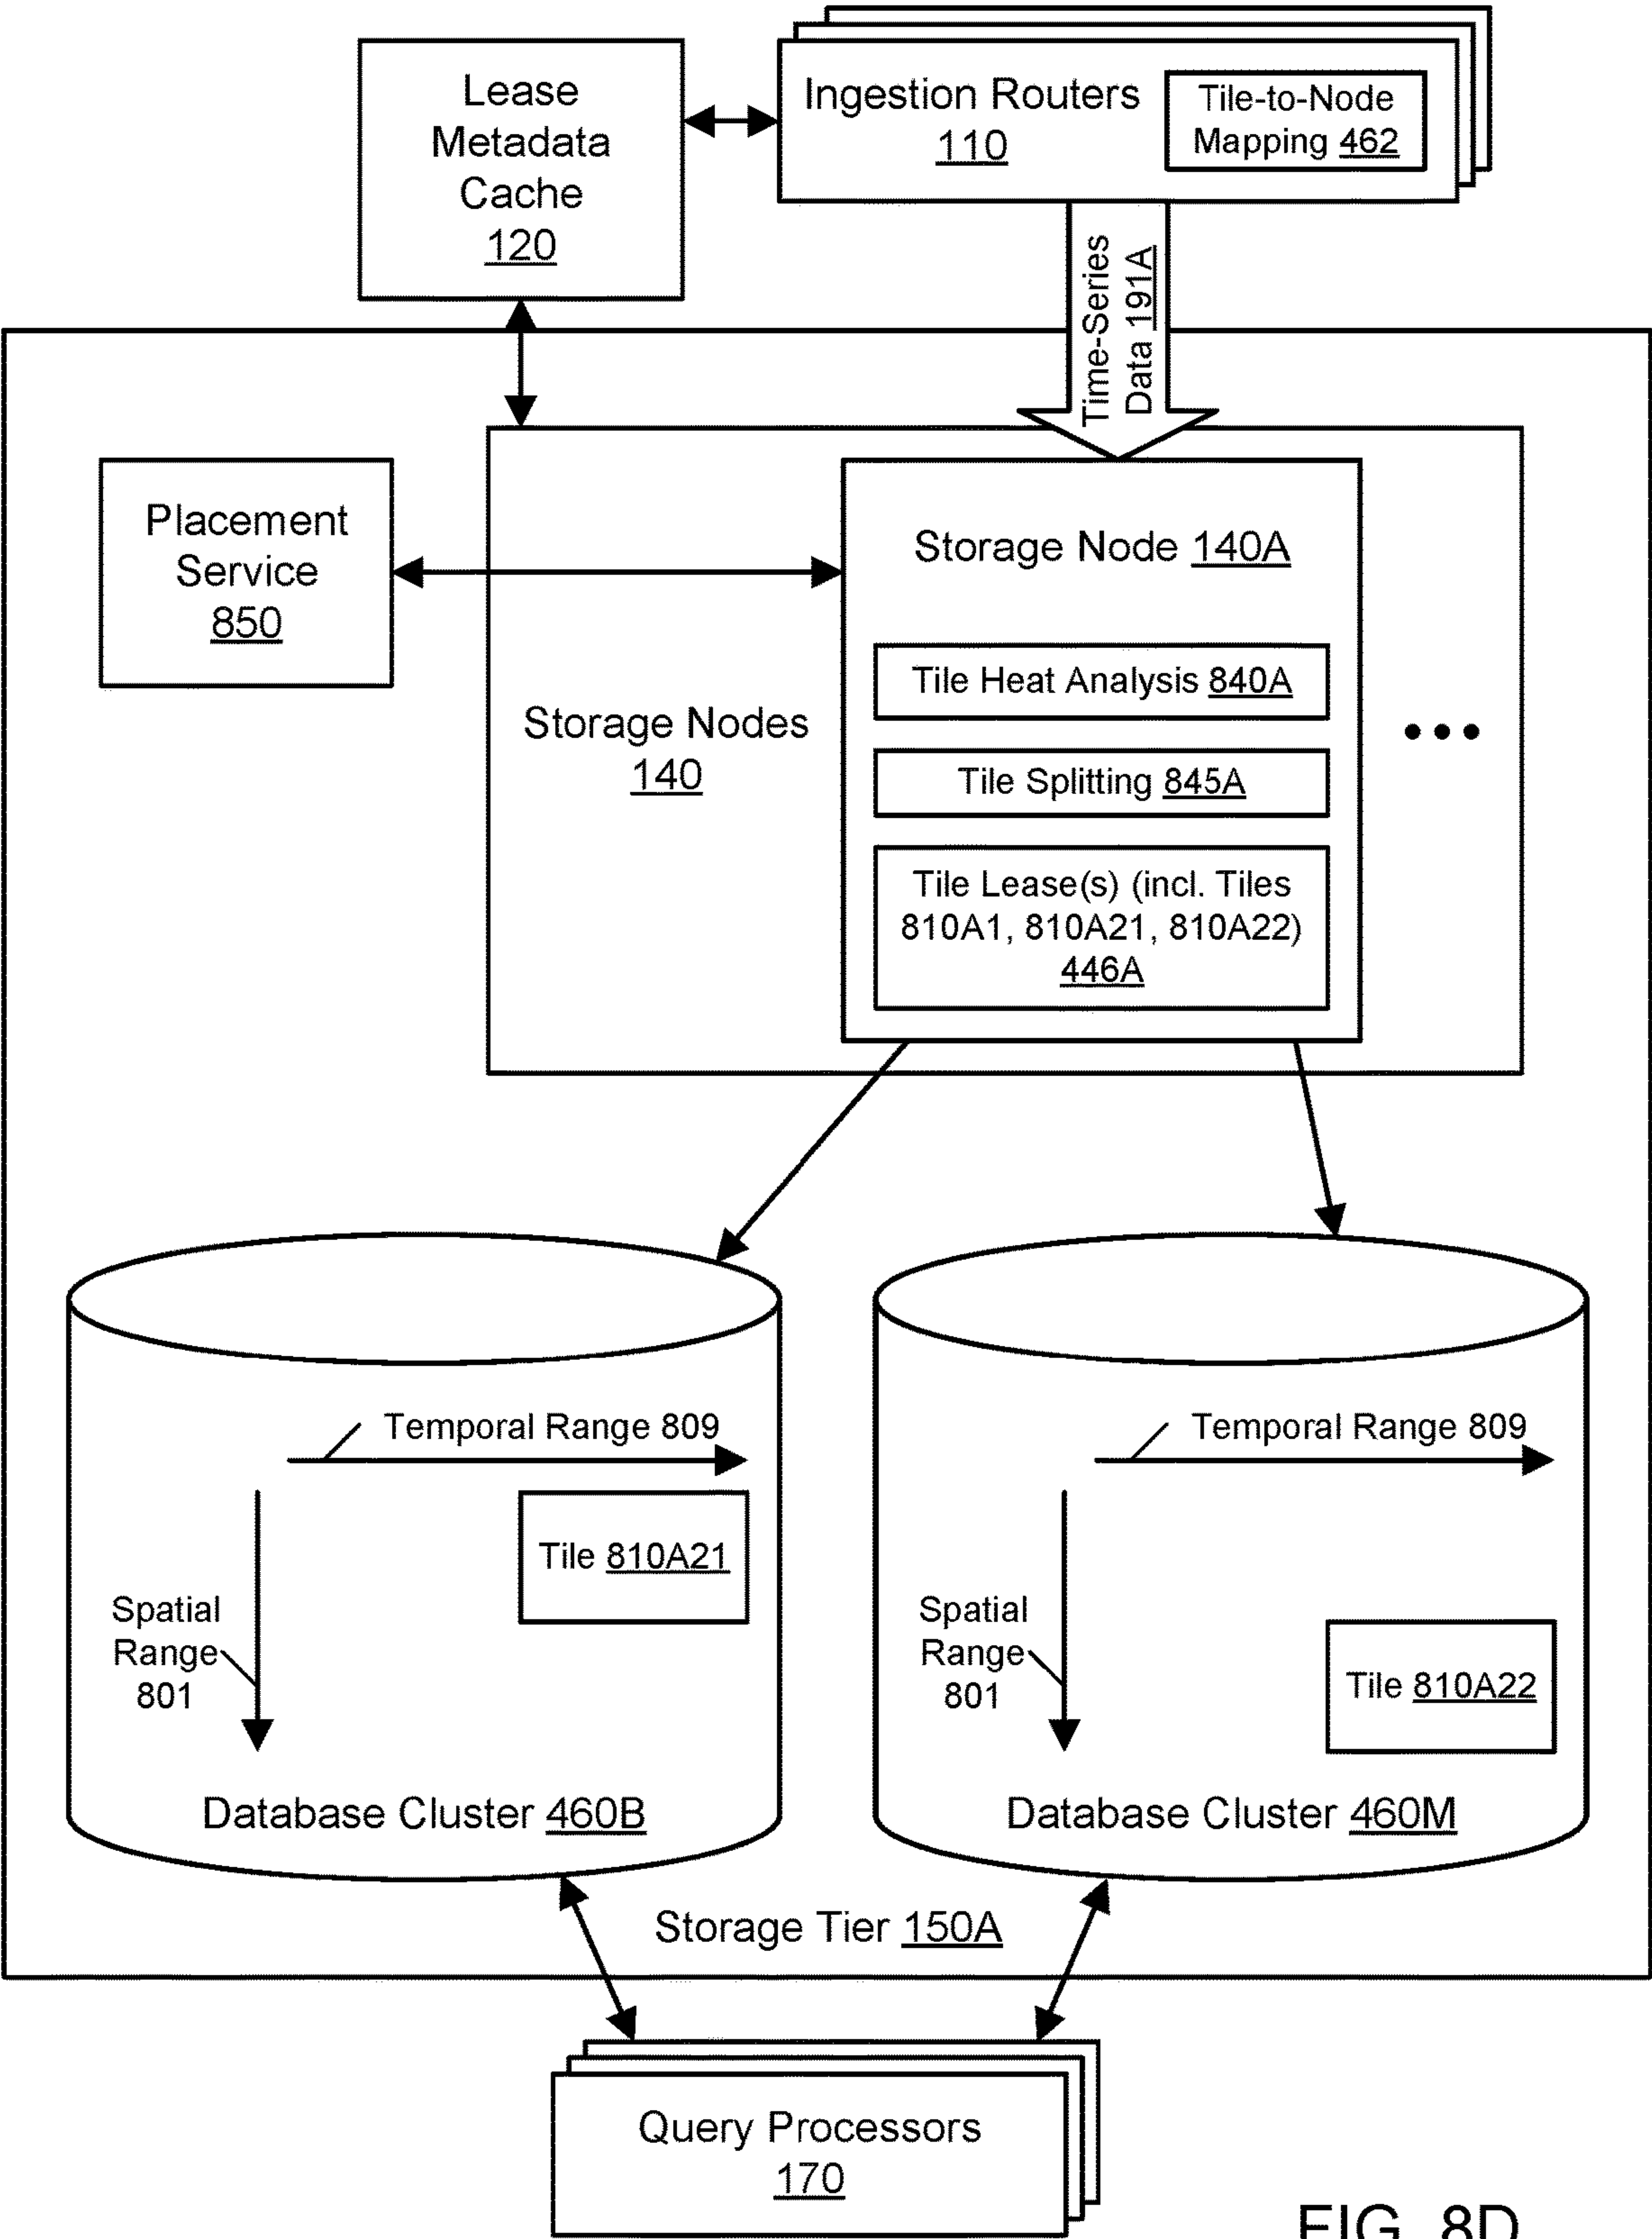 Lease
Metadata
Cache
120
Ingestion Routers
110
Tile-to-Node
Mapping 462
Time-Series
Data 191A
Placement
Service
850
Storage Nodes
140
Storage Node 140A
Tile Heat Analysis 840A
Tile Splitting 845A
Tile Lease(s) (incl. Tiles
810A1, 810A21, 810A22)
446A
Temporal Range 809
Tile 810A21
Spatial
Range
801
Database Cluster 460B
Temporal Range 809
Spatial
Range
801
Tile 810A22
Database Cluster 460M
Storage Tier 150A
Query Processors
170
FIG. 8D